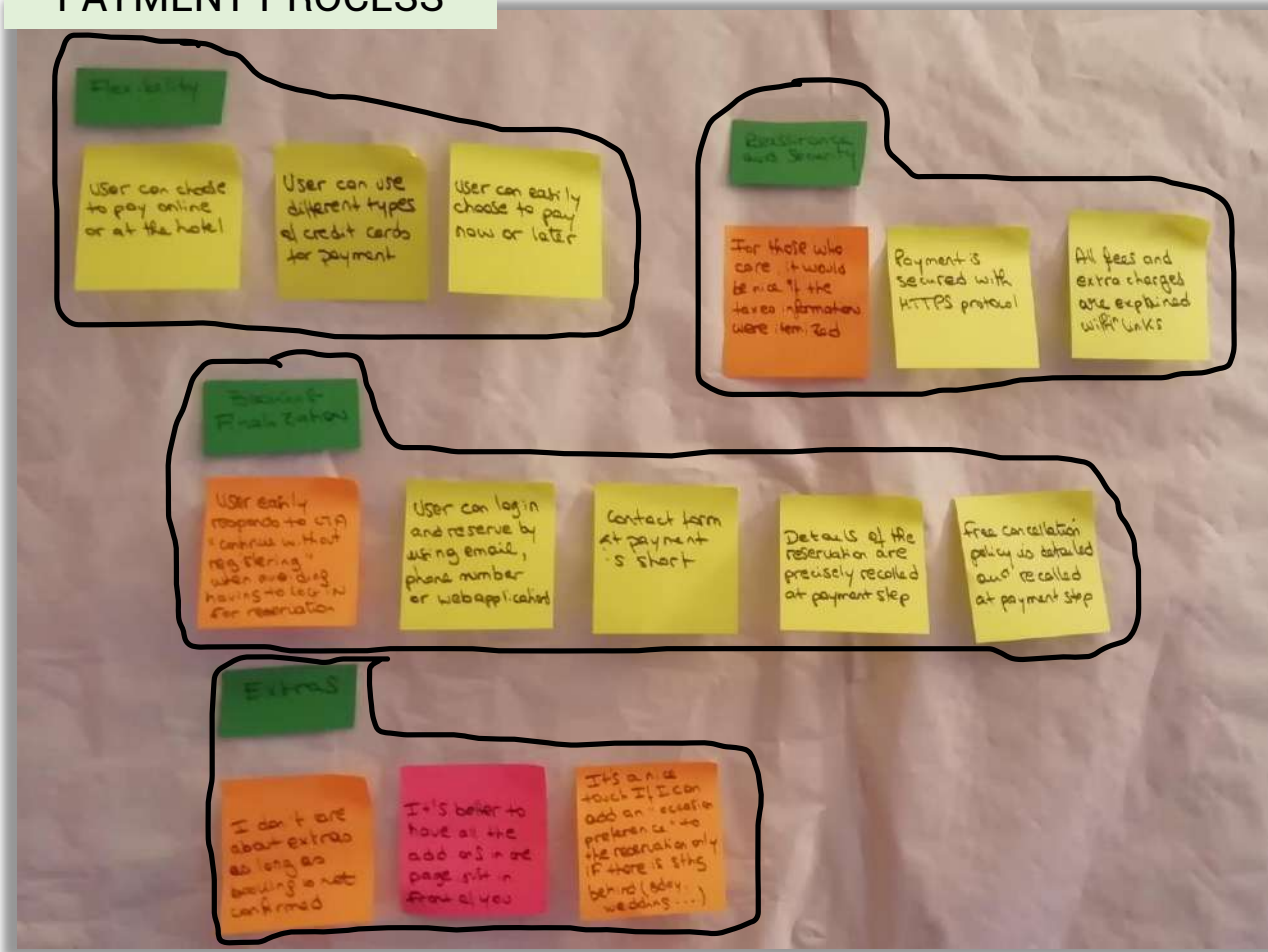 PAYMENT PROCESS
Flexibility
User can choose
to pay online
or at the hotel
User can use
different types
of credit cards
for payment
User can easily
choose to pay
now or later
Reassurance
and Security
For those who
care, it would
be nice if the
taxes information
were itemized
Payment is
secured with
HTTPS protocol
All fees and
extra charges
are explained
with links
Booking
Finalization
User easily
responds to CTA
"continue without
registering"
when avoiding
having to LOG IN
for reservation
User can login
and reserve by
using email,
phone number
or webapplications
Contact form
at payment
is short
Details of the
reservation are
precisely recalled
at payment step
Free cancellation
policy is detailed
and recalled
at payment step
Extras
I don't care
about extras
as long as
booking is not
confirmed
It's better to
have all the
add ons in one
page just in
front of you
It's a nice
touch if I can
add an "occasion
preference" to
the reservation only
if there is sthg
behind (bday...
wedding...)